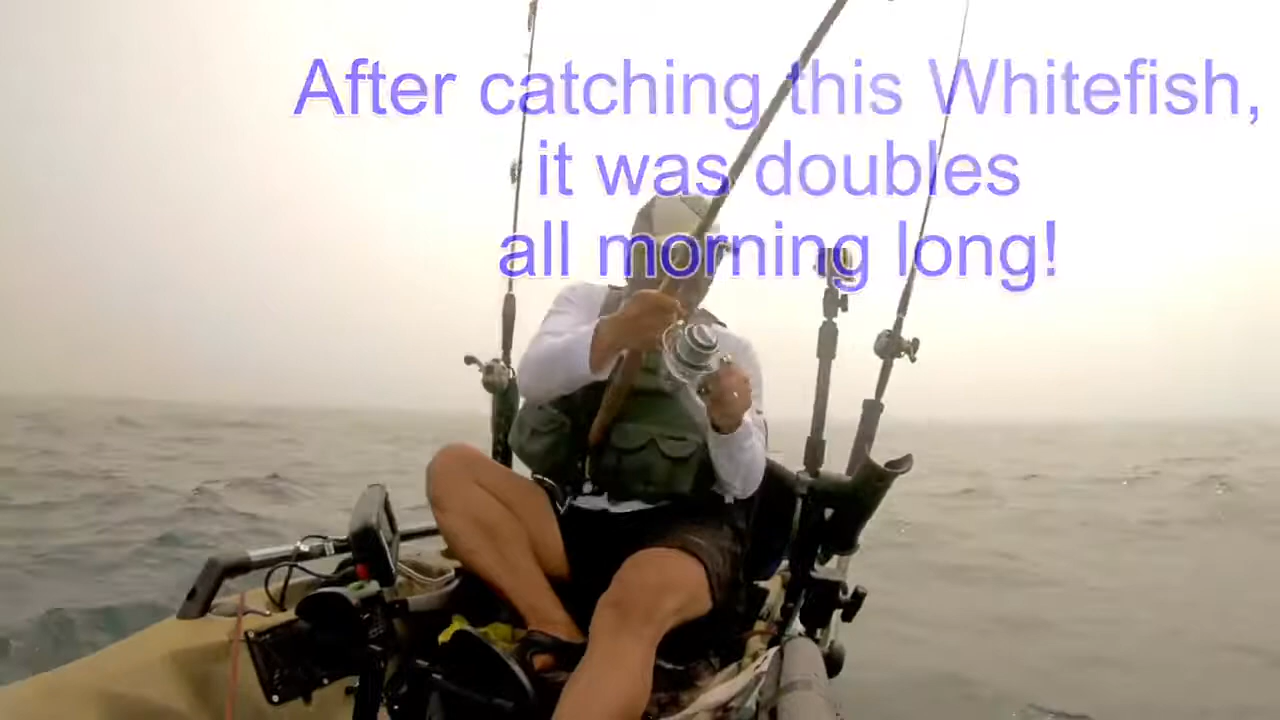 After catching this Whitefish,
it was doubles
all morning long!